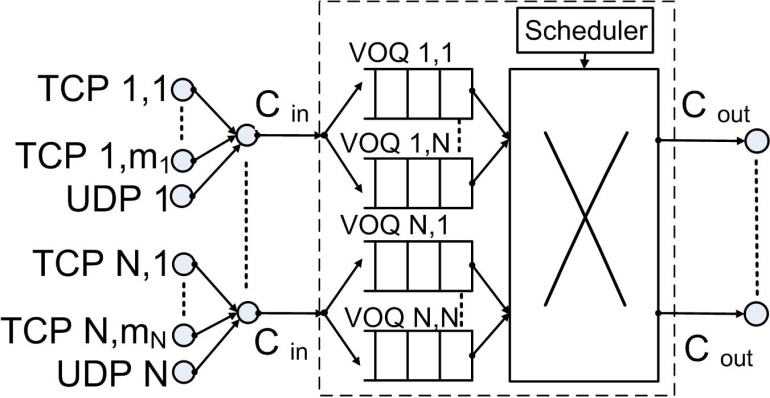 Scheduler
VOQ 1,1
TCP 1,1
C in
C out
VOQ 1,N
TCP 1,m1
UDP 1
VOQ N,1
TCP N,1
VOQ N,N
TCP N,mN
C in
C out
UDP N